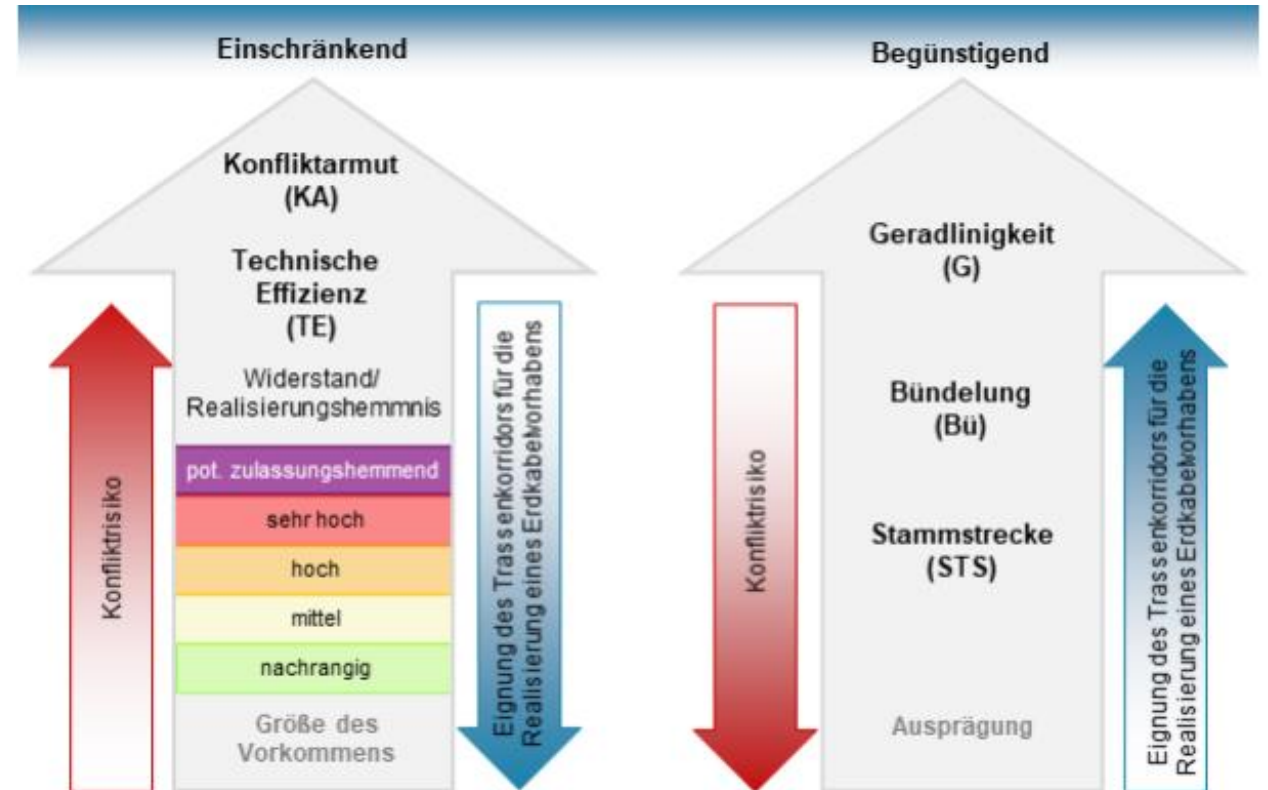 Einschränkend
Konfliktarmut
(KA)
Technische
Effizienz
(TE)
Widerstand/
Realisierungshemmnis
pot. zulassungshemmend
sehr hoch
hoch
mittel
nachrangig
Größe des
Vorkommens
Konfliktrisiko
Eignung des Trassenkorridors für die
Realisierung eines Erdkabelvorhabens
Begünstigend
Geradlinigkeit
(G)
Bündelung
(Bü)
Stammstrecke
(STS)
Ausprägung
Konfliktrisiko
Eignung des Trassenkorridors für die
Realisierung eines Erdkabelvorhabens